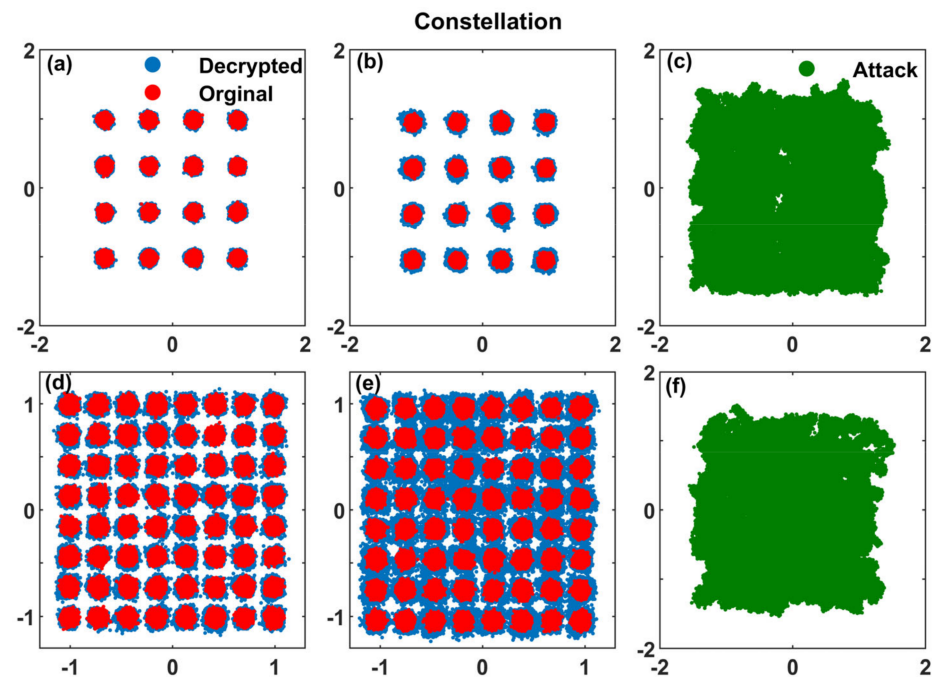 Constellation
(a) Decrypted
Orginal
(b)
(c) Attack
2
0
-2
-2 0 2
2
0
-2
-2 0 2
2
0
-2
-2 0 2
(d)
(e)
(f)
1
0
-1
-1 0 1
1
0
-1
-1 0 1
2
0
-2
-2 0 2